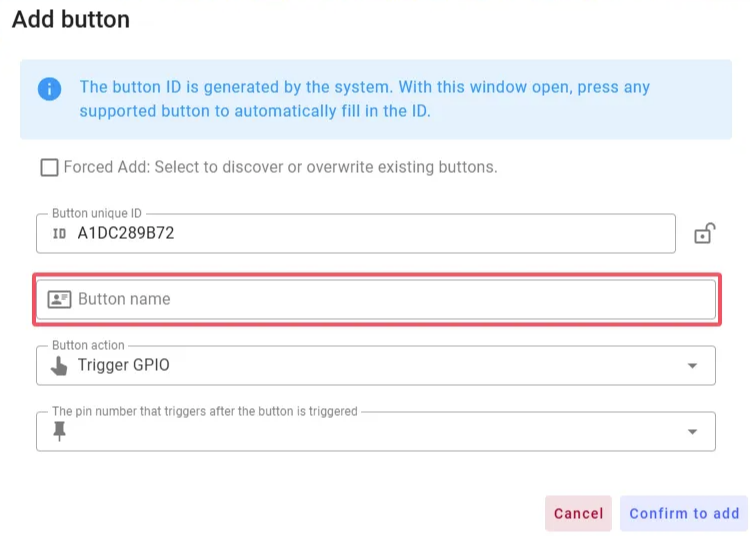 Add button
The button ID is generated by the system. With this window open, press any
supported button to automatically fill in the ID.
Forced Add: Select to discover or overwrite existing buttons.
Button unique ID
ID A1DC289B72
Button name
Button action
Trigger GPIO
The pin number that triggers after the button is triggered
Cancel Confirm to add